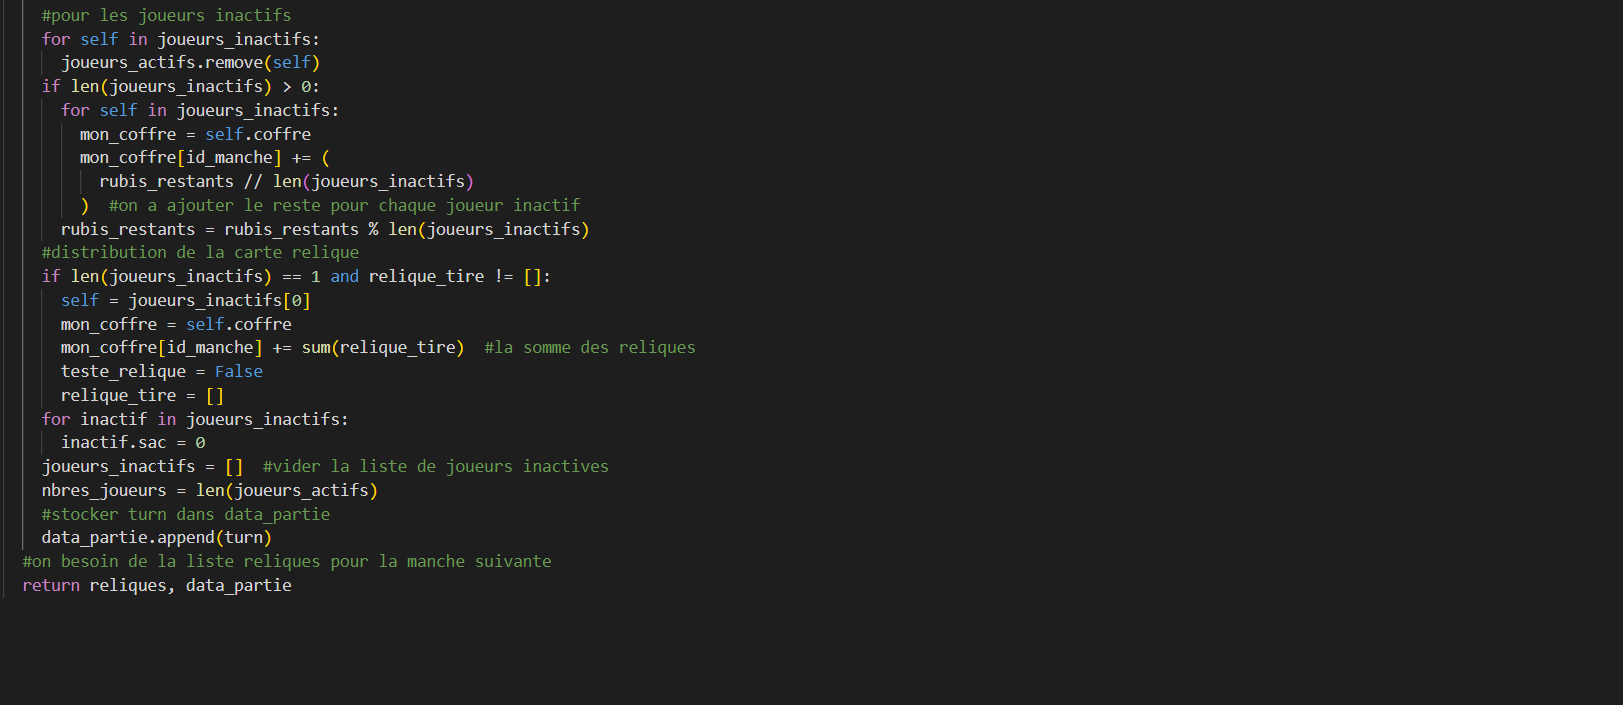 #pour les joueurs inactifs
for self in joueurs_inactifs:
joueurs_actifs.remove(self)
if len(joueurs_inactifs) > 0:
for self in joueurs_inactifs:
mon_coffre = self.coffre
mon_coffre[id_manche] += (
rubis_restants // len(joueurs_inactifs)
) #on a ajouter le reste pour chaque joueur inactif
rubis_restants = rubis_restants % len(joueurs_inactifs)
#distribution de la carte relique
if len(joueurs_inactifs) == 1 and relique_tire != []:
self = joueurs_inactifs[0]
mon_coffre = self.coffre
mon_coffre[id_manche] += sum(relique_tire) #la somme des reliques
teste_relique = False
relique_tire = []
for inactif in joueurs_inactifs:
inactif.sac = 0
joueurs_inactifs = [] #vider la liste de joueurs inactives
nbres_joueurs = len(joueurs_actifs)
#stocker turn dans data_partie
data_partie.append(turn)
#on besoin de la liste reliques pour la manche suivante
return reliques, data_partie